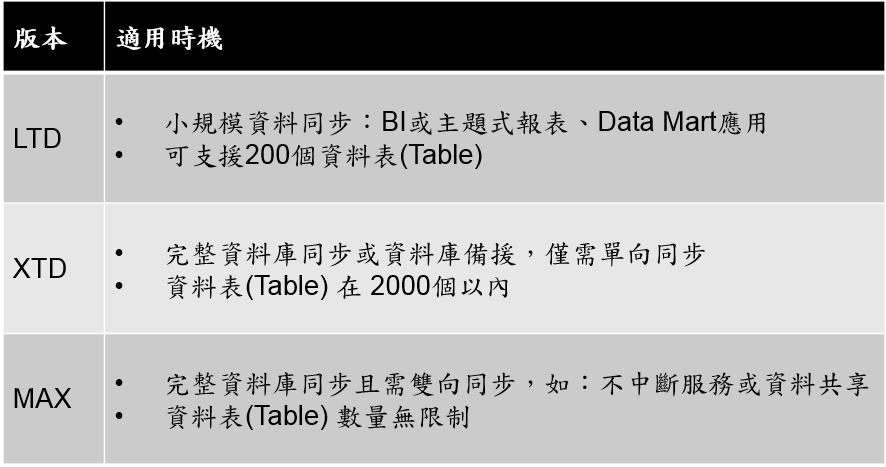 版本 適用時機
LTD
• 小規模資料同步：BI或主題式報表、Data Mart應用
• 可支援200個資料表(Table)
XTD
• 完整資料庫同步或資料庫備援，僅需單向同步
• 資料表(Table) 在 2000個以內
MAX
• 完整資料庫同步且需雙向同步，如：不中斷服務或資料共享
• 資料表(Table) 數量無限制